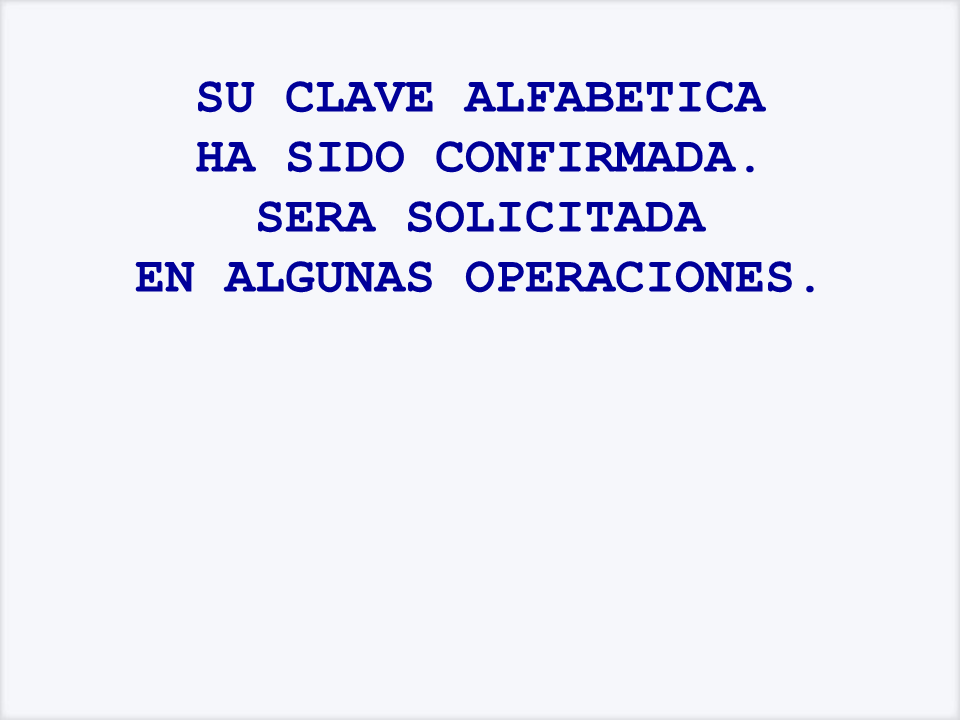 SU CLAVE ALFABETICA
HA SIDO CONFIRMADA.
SERA SOLICITADA
EN ALGUNAS OPERACIONES.